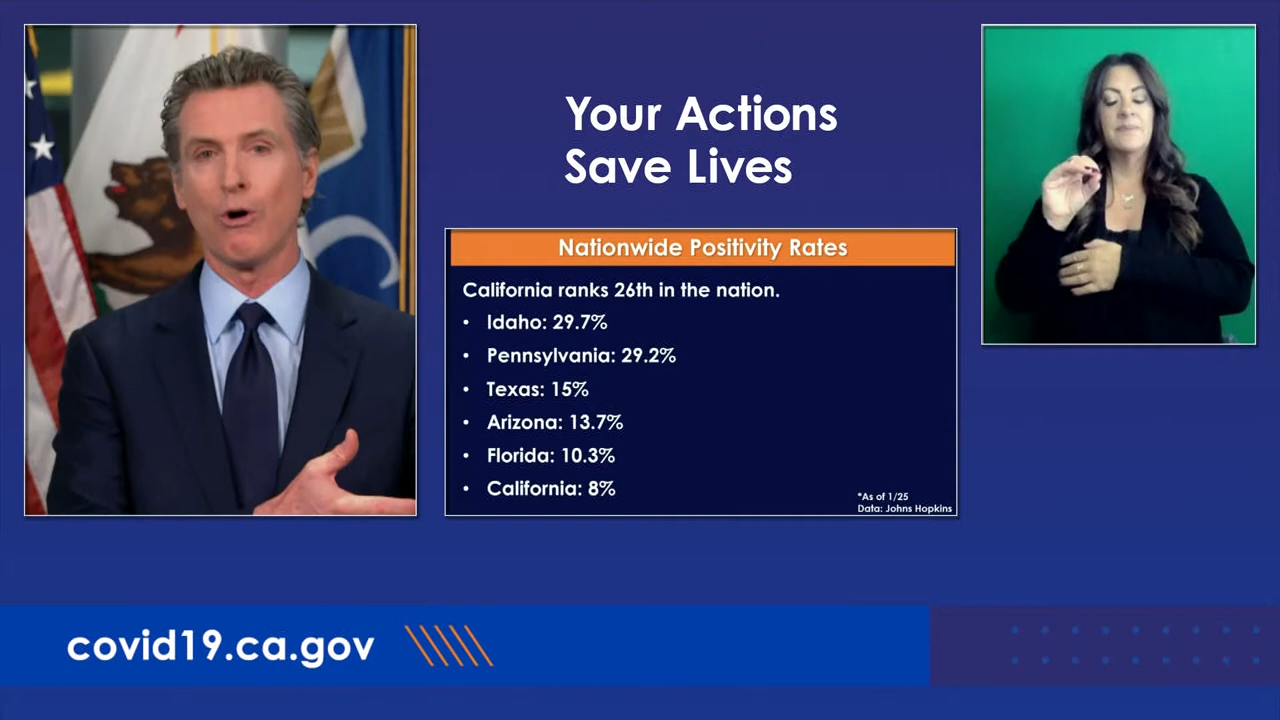 Your Actions
Save Lives
Nationwide Positivity Rates
California ranks 26th in the nation.
• Idaho: 29.7%
• Pennsylvania: 29.2%
• Texas: 15%
• Arizona: 13.7%
• Florida: 10.3%
• California: 8%
*As of 1/25
Data: Johns Hopkins
covid19.ca.gov